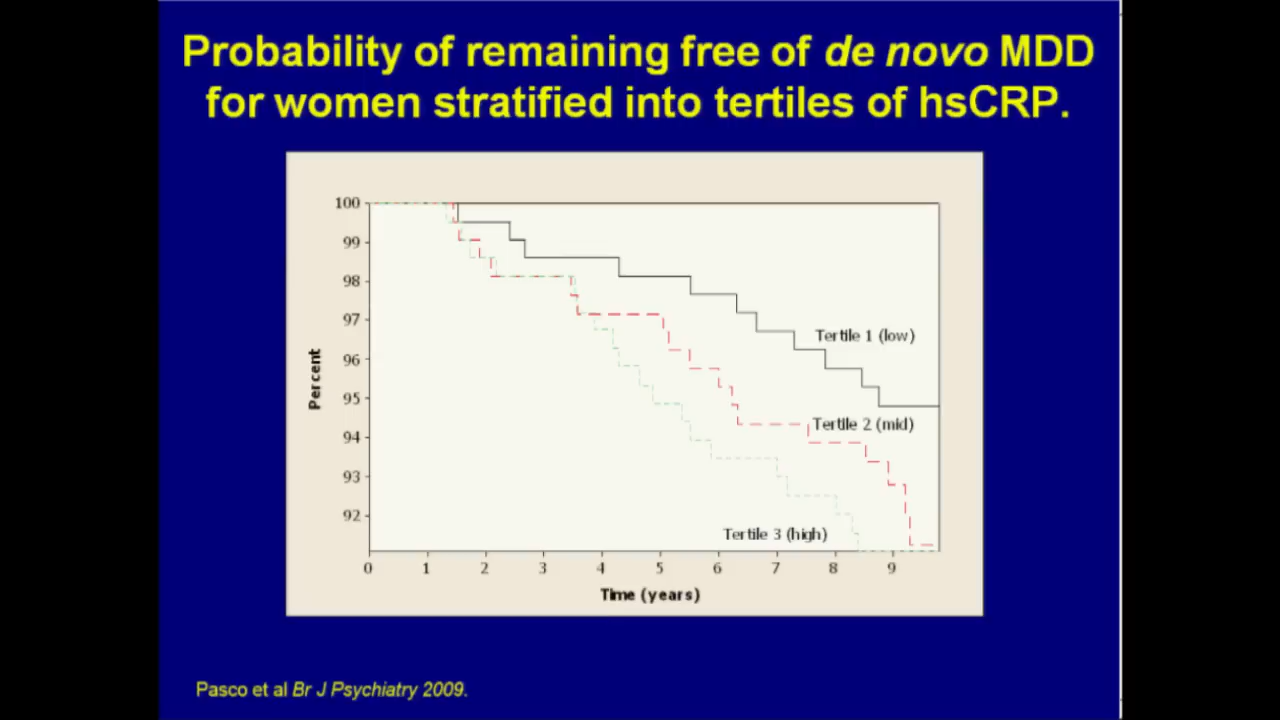 Probability of remaining free of de novo MDD
for women stratified into tertiles of hsCRP.
100
99
98
97
96
95
94
93
92
Percent
Tertile 1 (low)
Tertile 2 (mid)
Tertile 3 (high)
0 1 2 3 4 5 6 7 8 9
Time (years)
Pasco et al Br J Psychiatry 2009.